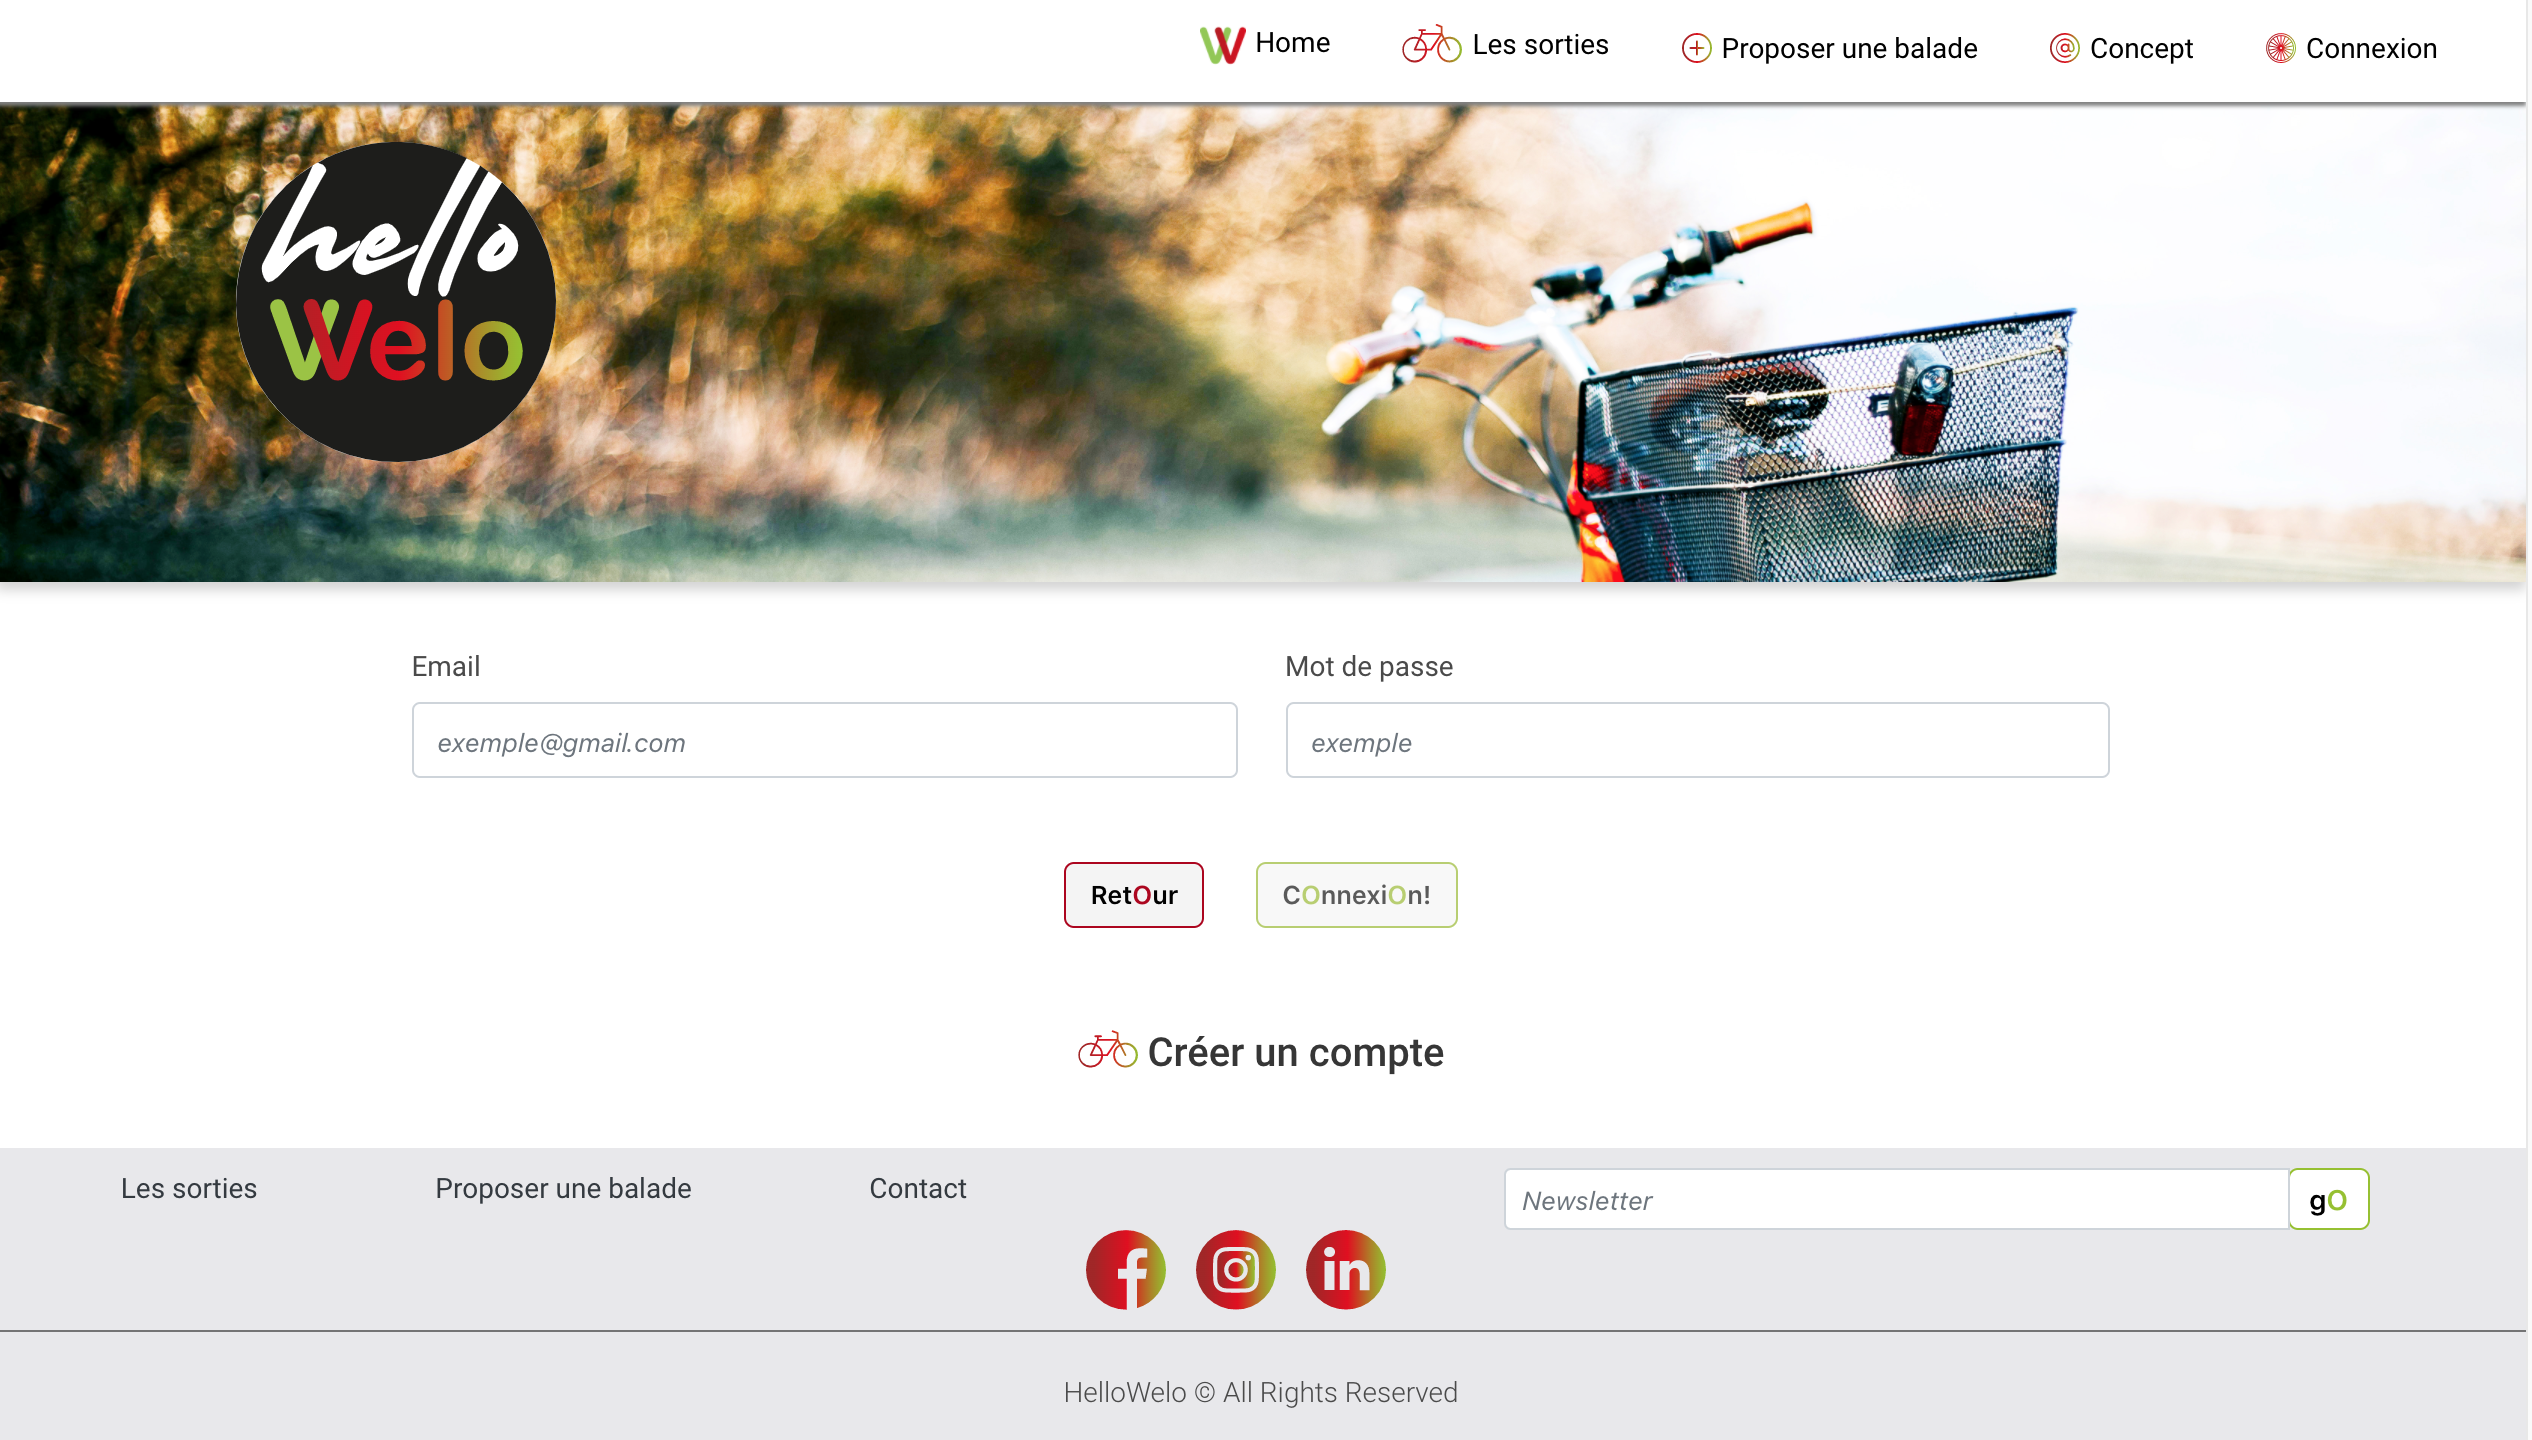 Home
Les sorties
Proposer une balade
Concept
Connexion
hello
Welo
Email
Mot de passe
exemple@gmail.com
exemple
RetOur
COnnexiOn!
Créer un compte
Les sorties
Proposer une balade
Contact
Newsletter
gO
HelloWelo © All Rights Reserved